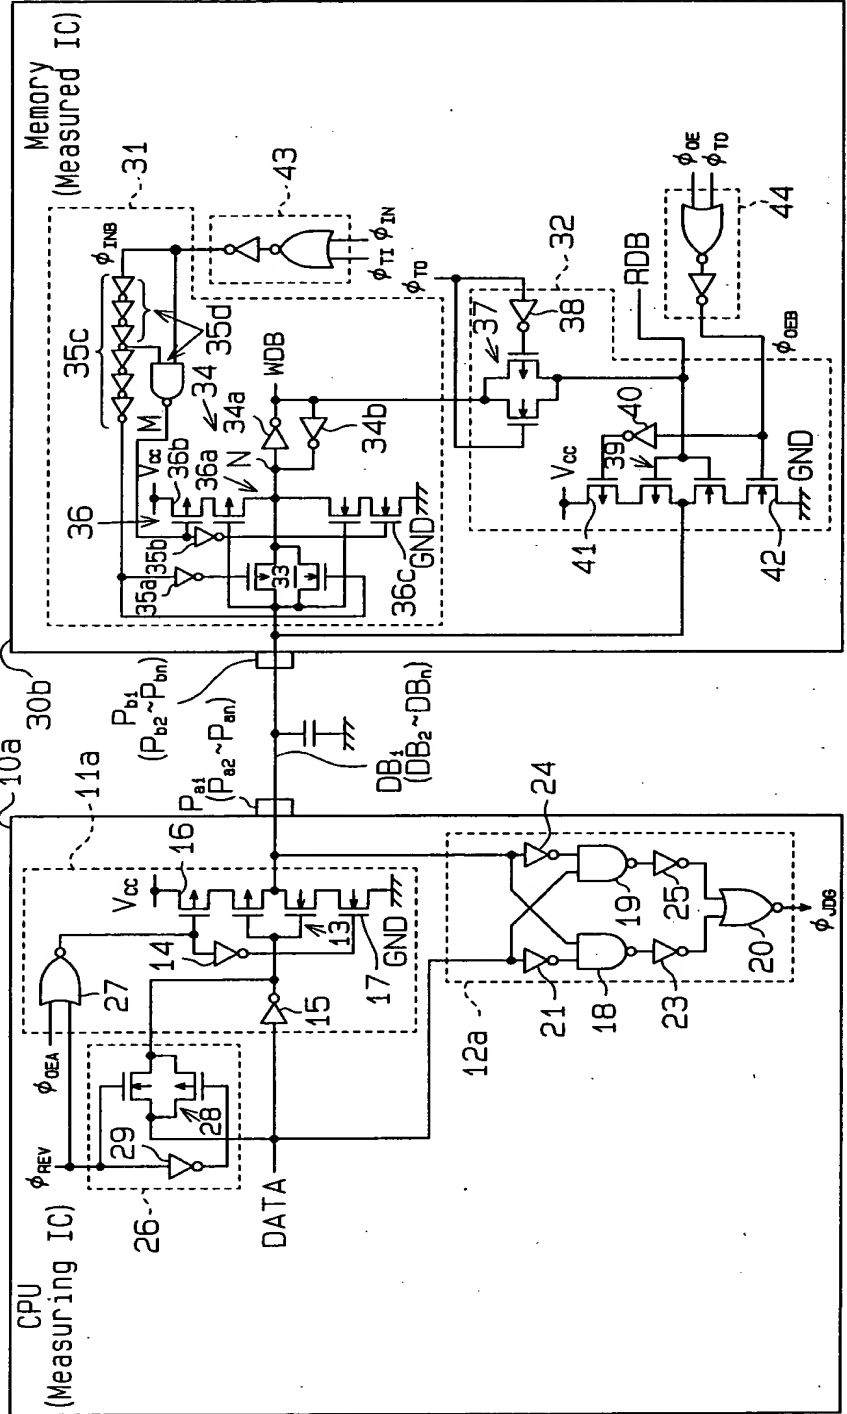 CPU
(Measuring IC)
10a
φREV
φOEA
27
11a
VCC
16
14
13
17
GND
15
29
28
26
DATA
Pa1
(Pa2~Pan)
DB1
(DB2~DBn)
12a
21
24
18
19
23
25
20
φJDG
Memory
(Measured IC)
30b
Pb1
(Pb2~Pbn)
31
35c
φINB
35d
36
VCC
M
36b
36a
34
34a
N
WDB
34b
35a
35b
33
36c
GND
43
φTI
φIN
φTO
32
37
38
RDB
φOE
φTO
44
φOEB
VCC
39
40
41
42
GND